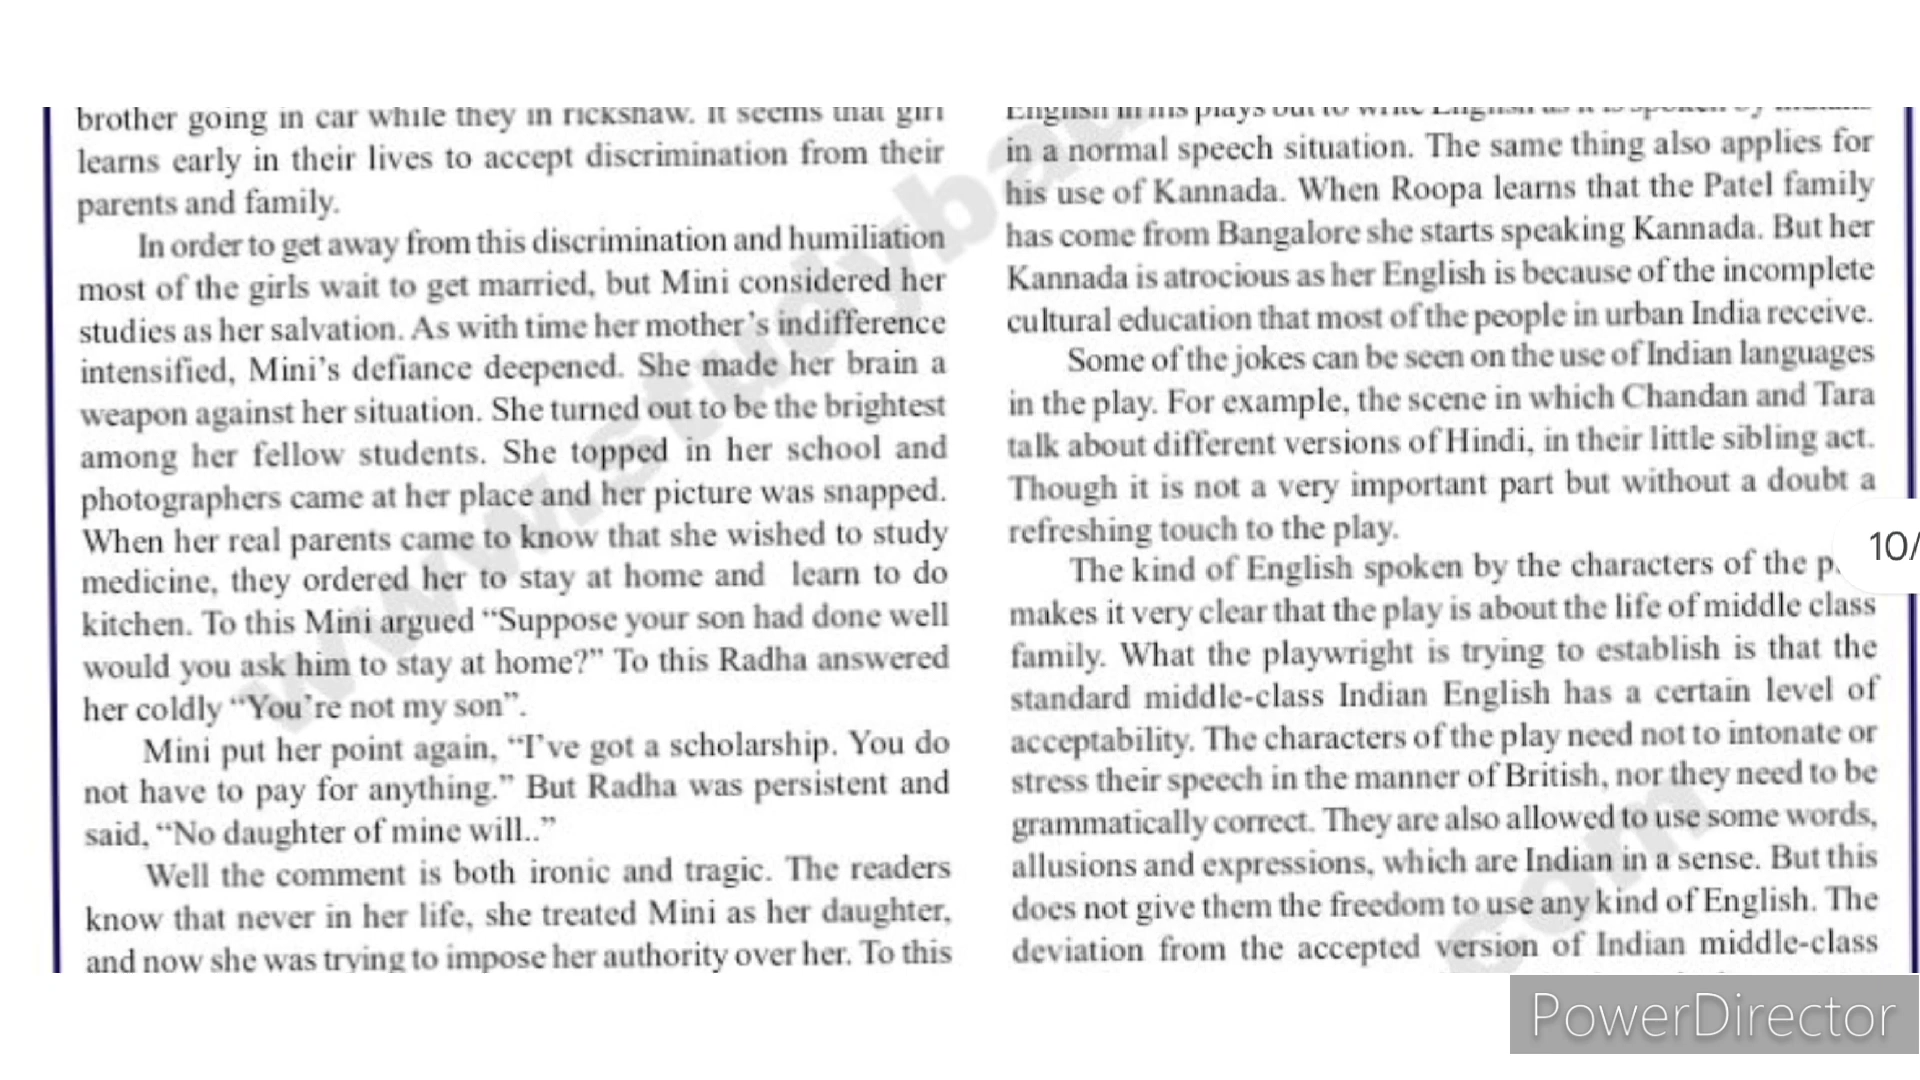 brother going in car while they in rickshaw. It seems that girl
learns early in their lives to accept discrimination from their
parents and family.
In order to get away from this discrimination and humiliation
most of the girls wait to get married, but Mini considered her
studies as her salvation. As with time her mother's indifference
intensified, Mini's defiance deepened. She made her brain a
weapon against her situation. She turned out to be the brightest
among her fellow students. She topped in her school and
photographers came at her place and her picture was snapped.
When her real parents came to know that she wished to study
medicine, they ordered her to stay at home and learn to do
kitchen. To this Mini argued “Suppose your son had done well
would you ask him to stay at home?” To this Radha answered
her coldly “You're not my son”.
Mini put her point again, “I've got a scholarship. You do
not have to pay for anything.” But Radha was persistent and
said, “No daughter of mine will..”
Well the comment is both ironic and tragic. The readers
know that never in her life, she treated Mini as her daughter,
and now she was trying to impose her authority over her. To this
English in his plays but to write English as it is spoken by
in a normal speech situation. The same thing also applies for
his use of Kannada. When Roopa learns that the Patel family
has come from Bangalore she starts speaking Kannada. But her
Kannada is atrocious as her English is because of the incomplete
cultural education that most of the people in urban India receive.
Some of the jokes can be seen on the use of Indian languages
in the play. For example, the scene in which Chandan and Tara
talk about different versions of Hindi, in their little sibling act.
Though it is not a very important part but without a doubt a
refreshing touch to the play.
The kind of English spoken by the characters of the
makes it very clear that the play is about the life of middle class
family. What the playwright is trying to establish is that the
standard middle-class Indian English has a certain level of
acceptability. The characters of the play need not to intonate or
stress their speech in the manner of British, nor they need to be
grammatically correct. They are also allowed to use some words,
allusions and expressions, which are Indian in a sense. But this
does not give them the freedom to use any kind of English. The
deviation from the accepted version of Indian middle-class
10/
PowerDirector